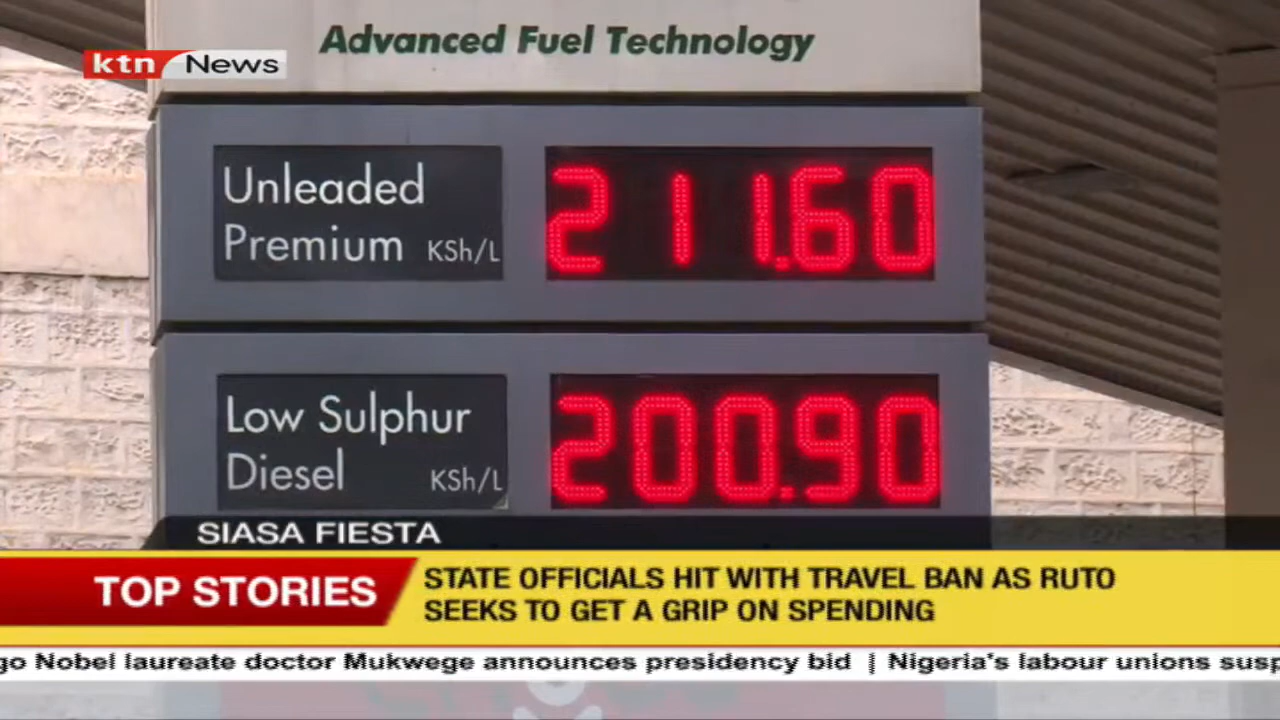 Advanced Fuel Technology
ktn News
Unleaded
Premium KSh/L
211.60
Low Sulphur
Diesel KSh/L
200.90
SIASA FIESTA
TOP STORIES
STATE OFFICIALS HIT WITH TRAVEL BAN AS RUTO
SEEKS TO GET A GRIP ON SPENDING
go Nobel laureate doctor Mukwege announces presidency bid | Nigeria's labour unions susp